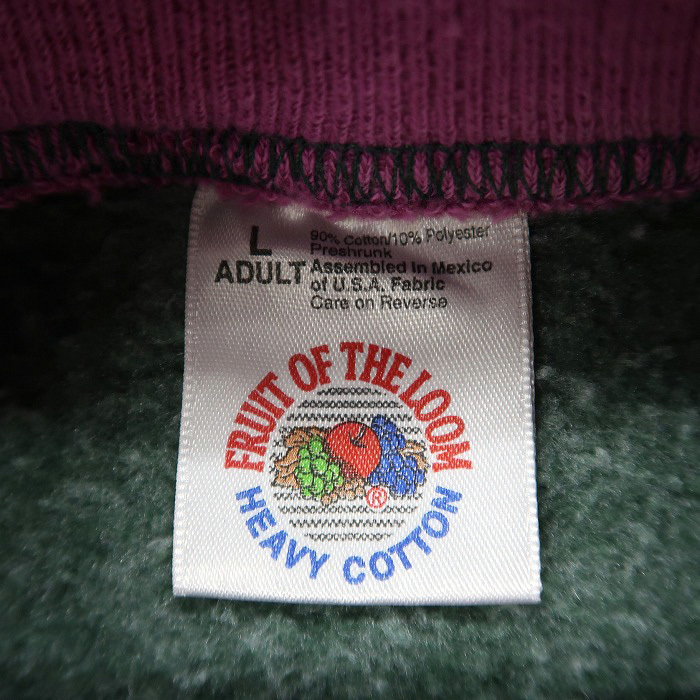 L
ADULT
90% Cotton/10% Polyester
Preshrunk
Assembled in Mexico
of U.S.A. Fabric
Care on Reverse
FRUIT OF THE LOOM
®
HEAVY COTTON